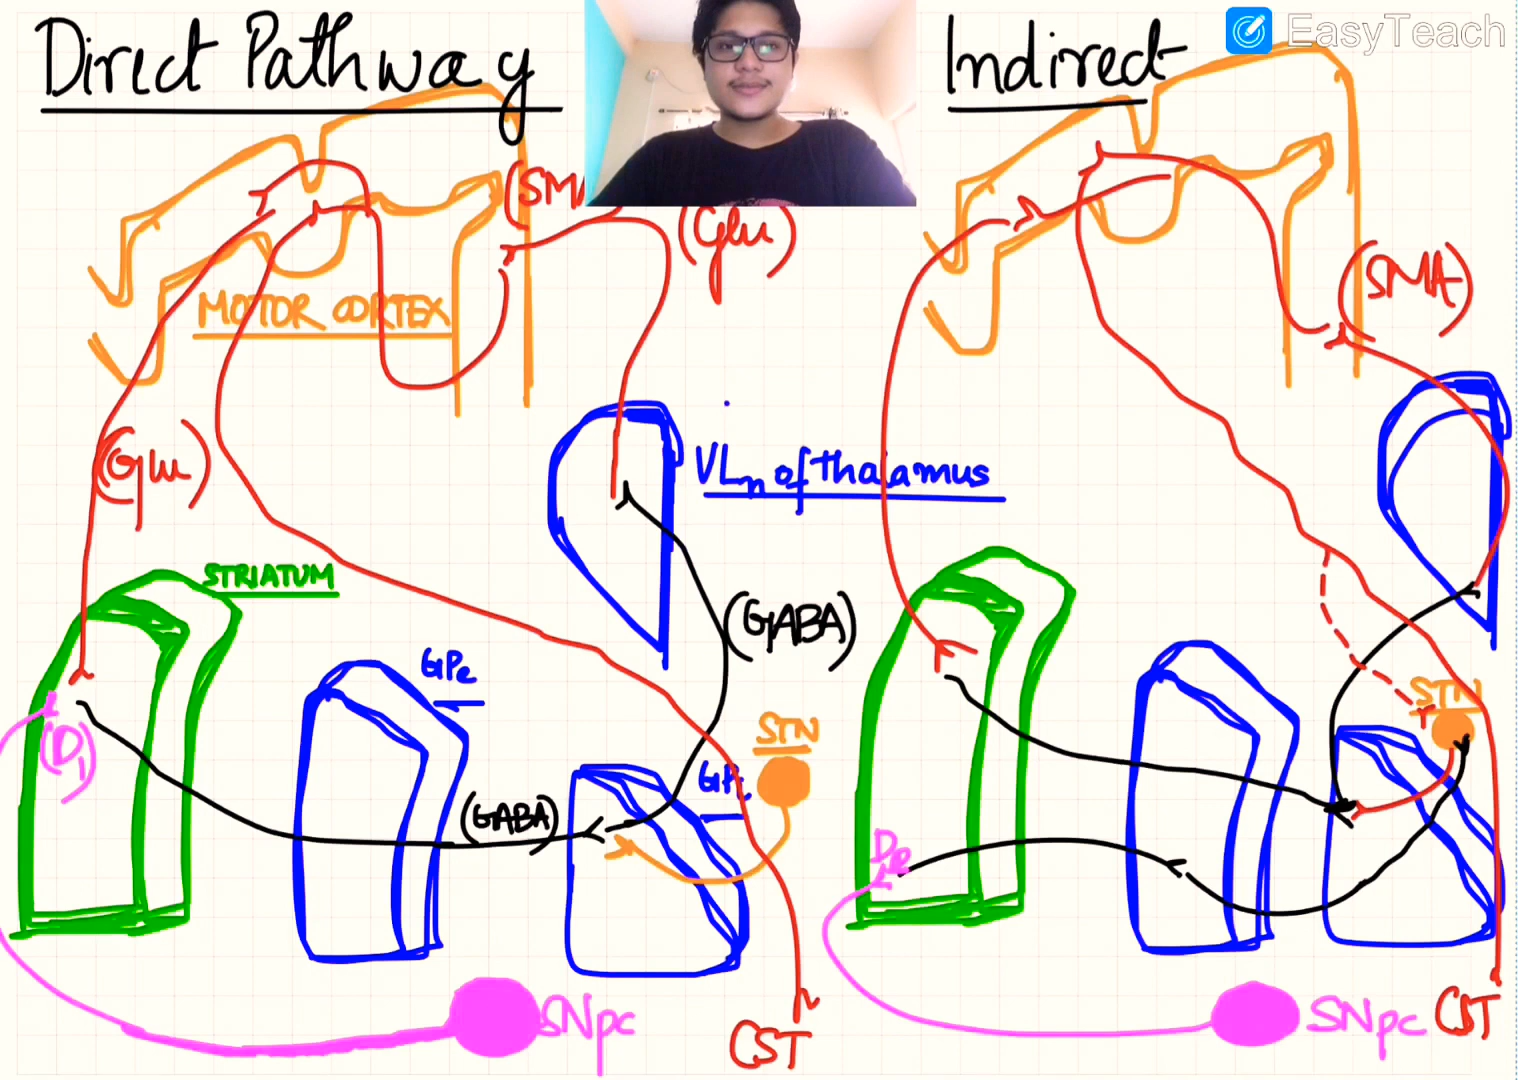 Direct Pathway
Indirect
EasyTeach
(SMA
(Glu)
MOTOR CORTEX
(SMA)
(Glu)
VLn of thalamus
STRIATUM
(GABA)
GPe
STN
STN
(D1)
GPi
(GABA)
D2
SNpc
CST
SNpc
CST